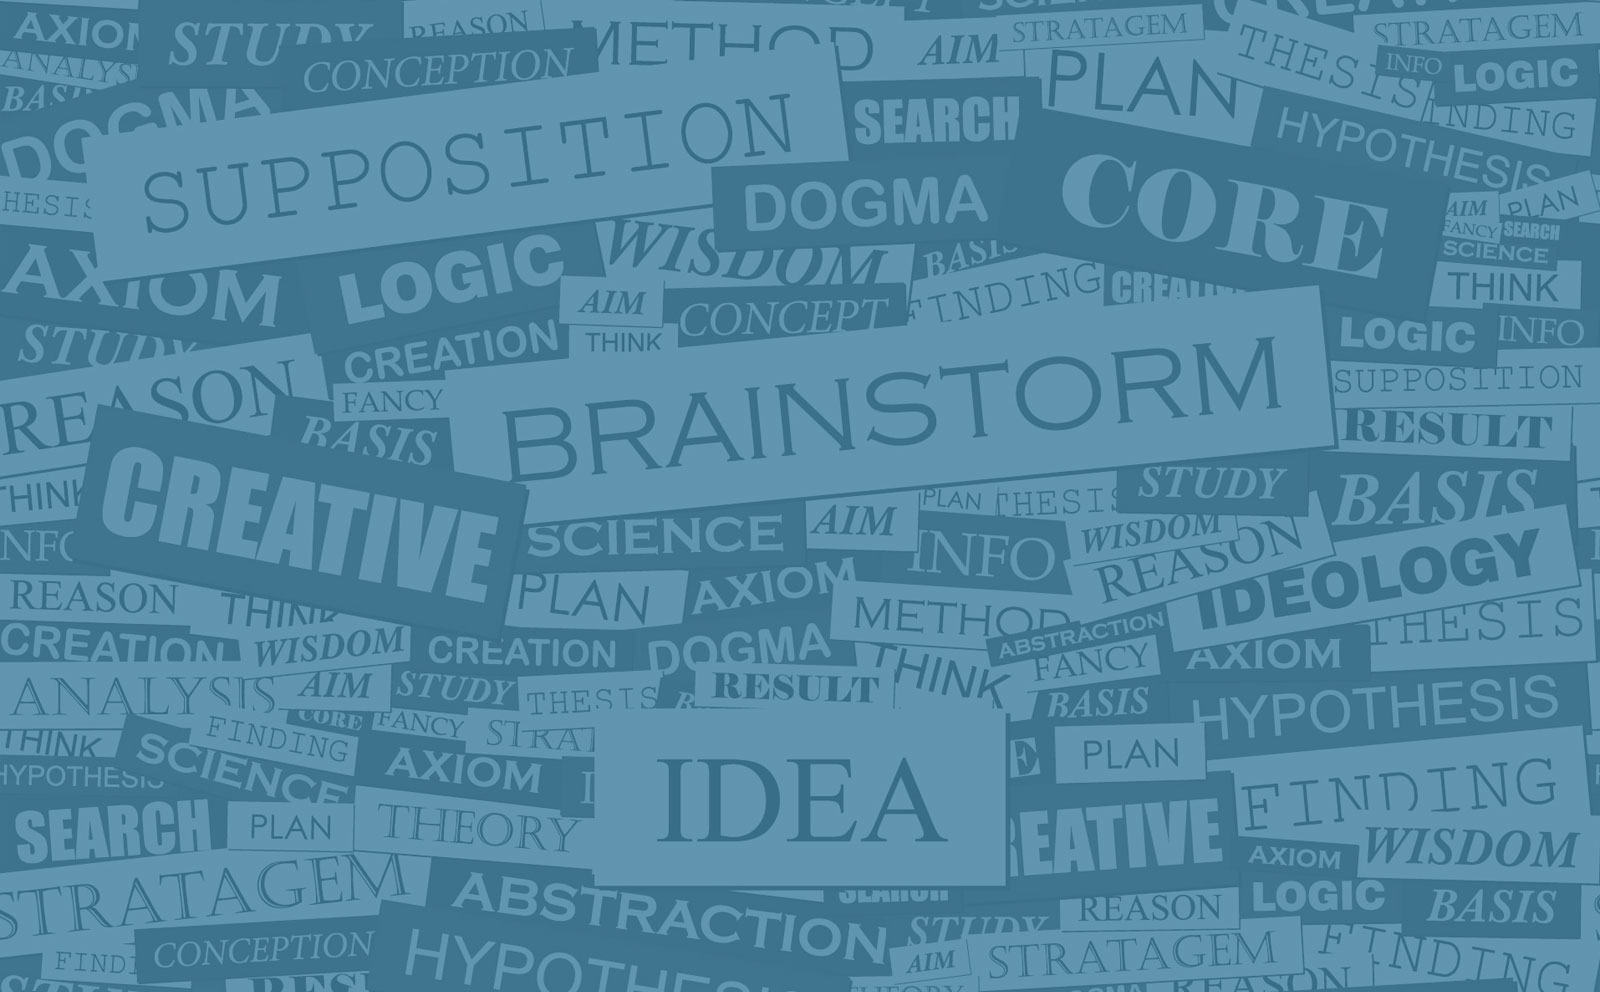 AXIOM
STUDY
REASON
CONCEPTION
METHOD
AIM
STRATAGEM
THESIS
STRATAGEM
INFO
LOGIC
ANALYSIS
BASIS
DOGMA
SUPPOSITION
SEARCH
PLAN
HYPOTHESIS
FINDING
DOGMA
CORE
THESIS
AIM
PLAN
FANCY
SEARCH
SCIENCE
THINK
AXIOM
LOGIC
WISDOM
BASIS
FINDING
CREATIVE
AIM
CONCEPT
STUDY
CREATION
THINK
LOGIC
INFO
REASON
FANCY
BASIS
BRAINSTORM
SUPPOSITION
RESULT
THINK
CREATIVE
PLAN
THESIS
STUDY
BASIS
INFO
SCIENCE
AIM
INFO
WISDOM
REASON
IDEOLOGY
REASON
THINK
PLAN
AXIOM
METHOD
ABSTRACTION
THESIS
CREATION
WISDOM
CREATION
DOGMA
THINK
FANCY
AXIOM
ANALYSIS
AIM
STUDY
THESIS
RESULT
BASIS
HYPOTHESIS
CORE
FANCY
STRATA
THINK
FINDING
SCIENCE
AXIOM
IDEA
PLAN
FINDING
HYPOTHESIS
SEARCH
PLAN
THEORY
CREATIVE
WISDOM
AXIOM
STRATAGEM
ABSTRACTION
SEARCH
REASON
LOGIC
BASIS
STUDY
FINDING
CONCEPTION
HYPOTHESIS
AIM
STRATAGEM
FINDING
REASON